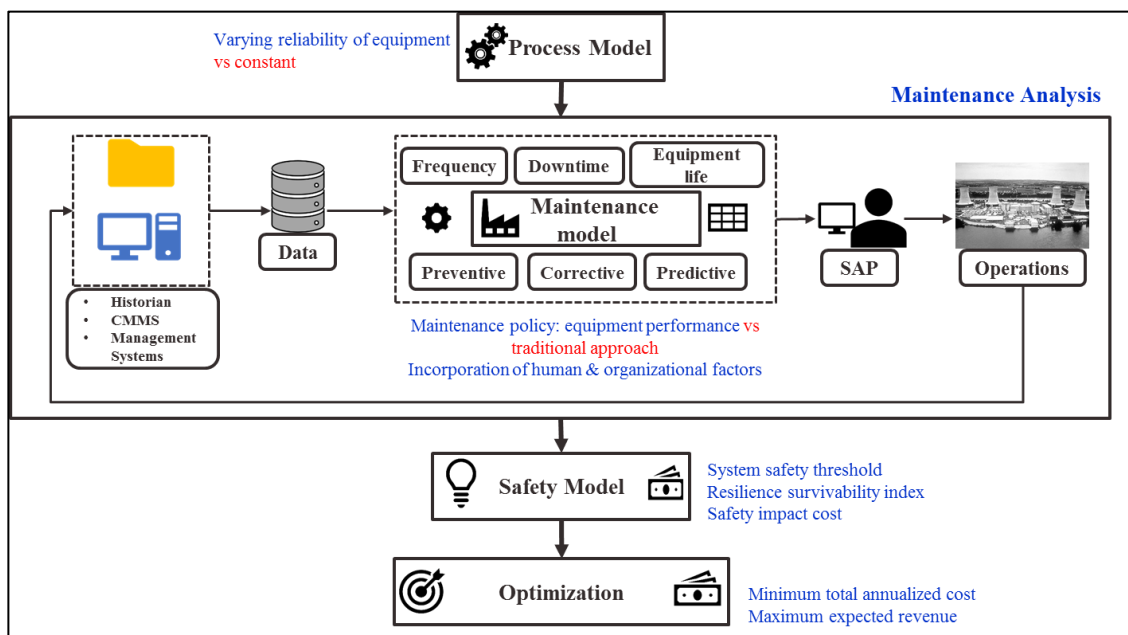 Varying reliability of equipment
vs constant
Process Model
Maintenance Analysis
Frequency
Downtime
Equipment
life
Maintenance
model
Data
Preventive
Corrective
Predictive
SAP
Operations
• Historian
• CMMS
• Management
Systems
Maintenance policy: equipment performance vs
traditional approach
Incorporation of human & organizational factors
Safety Model
System safety threshold
Resilience survivability index
Safety impact cost
Optimization
Minimum total annualized cost
Maximum expected revenue